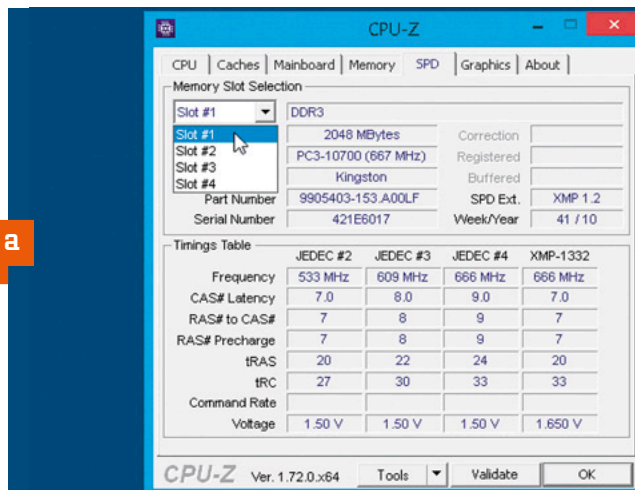 CPU-Z
CPU Caches Mainboard Memory SPD Graphics About
Memory Slot Selection
Slot #1 DDR3
Slot #1 2048 MBytes Correction
Slot #2 PC3-10700 (667 MHz) Registered
Slot #3 Kingston Buffered
Slot #4
Part Number 9905403-153.A00LF SPD Ext. XMP 1.2
Serial Number 421E6017 Week/Year 41 / 10
a
Timings Table
JEDEC #2 JEDEC #3 JEDEC #4 XMP-1332
Frequency 533 MHz 609 MHz 666 MHz 666 MHz
CAS# Latency 7.0 8.0 9.0 7.0
RAS# to CAS# 7 8 9 7
RAS# Precharge 7 8 9 7
tRAS 20 22 24 20
tRC 27 30 33 33
Command Rate
Voltage 1.50 V 1.50 V 1.50 V 1.650 V
CPU-Z Ver. 1.72.0.x64 Tools Validate OK